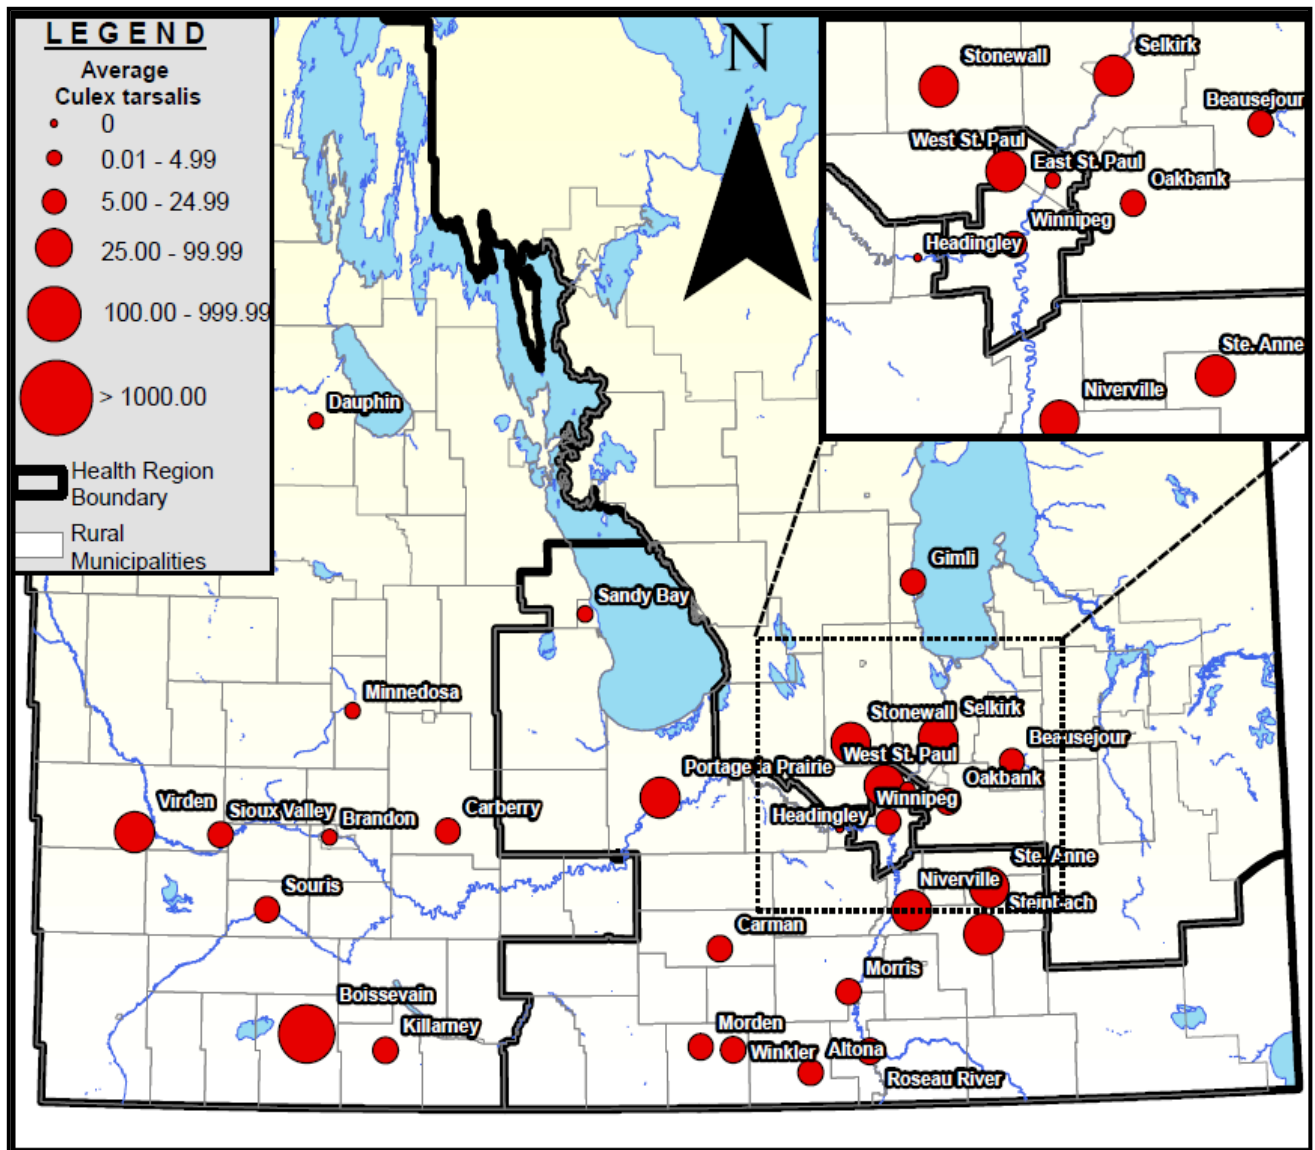 LEGEND
Average
Culex tarsalis
0
0.01 - 4.99
5.00 - 24.99
25.00 - 99.99
100.00 - 999.99
> 1000.00
Health Region
Boundary
Rural
Municipalities
N
Stonewall
Selkirk
Beausejour
West St. Paul
East St. Paul
Oakbank
Winnipeg
Headingley
Ste. Anne
Niverville
Dauphin
Gimli
Sandy Bay
Minnedosa
Stonewall
Selkirk
Beausejour
West St. Paul
Portage la Prairie
Oakbank
Winnipeg
Headingley
Virden
Sioux Valley
Brandon
Carberry
Ste. Anne
Niverville
Steinbach
Souris
Carman
Morris
Boissevain
Killarney
Morden
Winkler
Altona
Roseau River